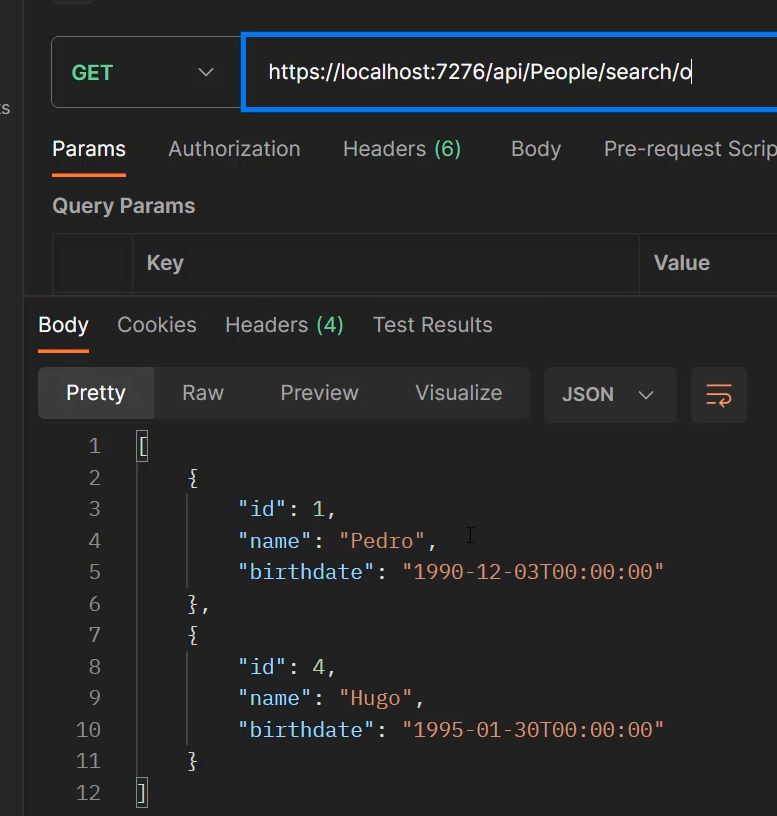 GET https://localhost:7276/api/People/search/o
ts
Params Authorization Headers (6) Body Pre-request Scrip
Query Params
Key Value
Body Cookies Headers (4) Test Results
Pretty Raw Preview Visualize JSON
1 [
2 {
3 "id": 1,
4 "name": "Pedro",
5 "birthdate": "1990-12-03T00:00:00"
6 },
7 {
8 "id": 4,
9 "name": "Hugo",
10 "birthdate": "1995-01-30T00:00:00"
11 }
12 ]